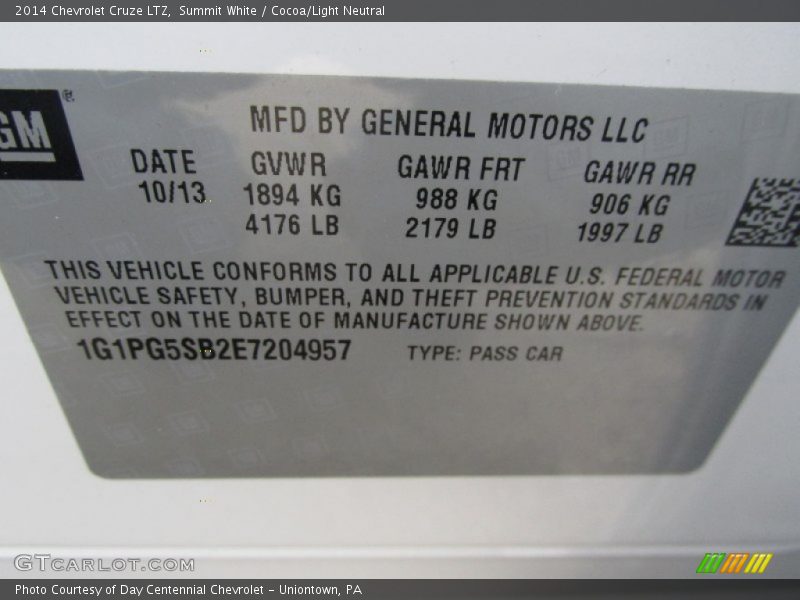 2014 Chevrolet Cruze LTZ,  Summit White / Cocoa/Light Neutral
GM®
MFD BY GENERAL MOTORS LLC
DATE GVWR GAWR FRT GAWR RR
10/13 1894 KG 988 KG 906 KG
4176 LB 2179 LB 1997 LB
THIS VEHICLE CONFORMS TO ALL APPLICABLE U.S. FEDERAL MOTOR
VEHICLE SAFETY, BUMPER, AND THEFT PREVENTION STANDARDS IN
EFFECT ON THE DATE OF MANUFACTURE SHOWN ABOVE.
1G1PG5SB2E7204957 TYPE: PASS CAR
GTCARLOT.COM
Photo Courtesy of Day Centennial Chevrolet - Uniontown, PA